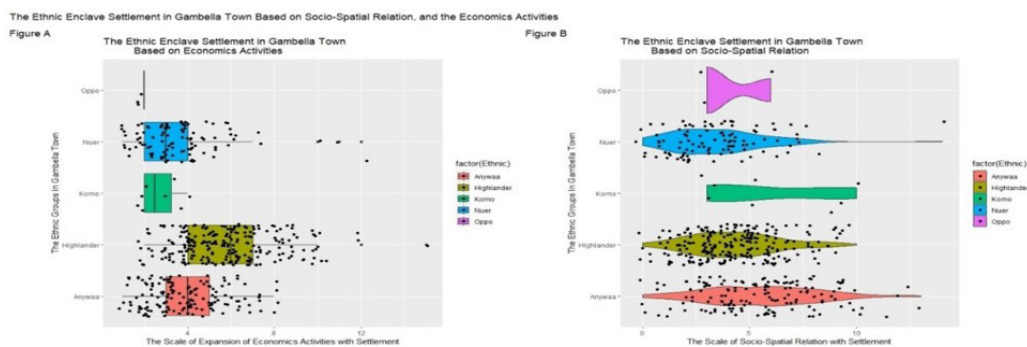 The Ethnic Enclave Settlement in Gambella Town Based on Socio-Spatial Relation, and the Economics Activities
Figure A
The Ethnic Enclave Settlement in Gambella Town
Based on Economics Activities
The Ethnic Groups In Gambella Town
Oppo
Nuer
Komo
Highlander
Anywaa
4
8
12
The Scale of Expansion of Economics Activities with Settlement
factor(Ethnic)
Anywaa
Highlander
Komo
Nuer
Oppo
Figure B
The Ethnic Enclave Settlement in Gambella Town
Based on Socio-Spatial Relation
The Ethnic Groups In Gambella Town
Oppo
Nuer
Komo
Highlander
Anywaa
0
5
10
The Scale of Socio-Spatial Relation with Settlement
factor(Ethnic)
Anywaa
Highlander
Komo
Nuer
Oppo